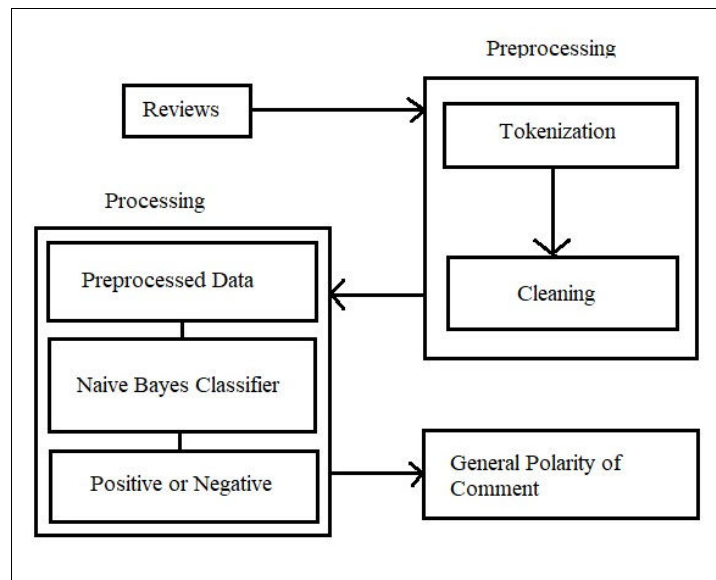 Preprocessing
Reviews
Tokenization
Cleaning
Processing
Preprocessed Data
Naive Bayes Classifier
Positive or Negative
General Polarity of
Comment